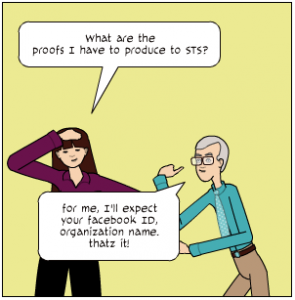 What are the
proofs I have to produce to STS?
for me, I'll expect
your facebook ID,
organization name.
thatz it!